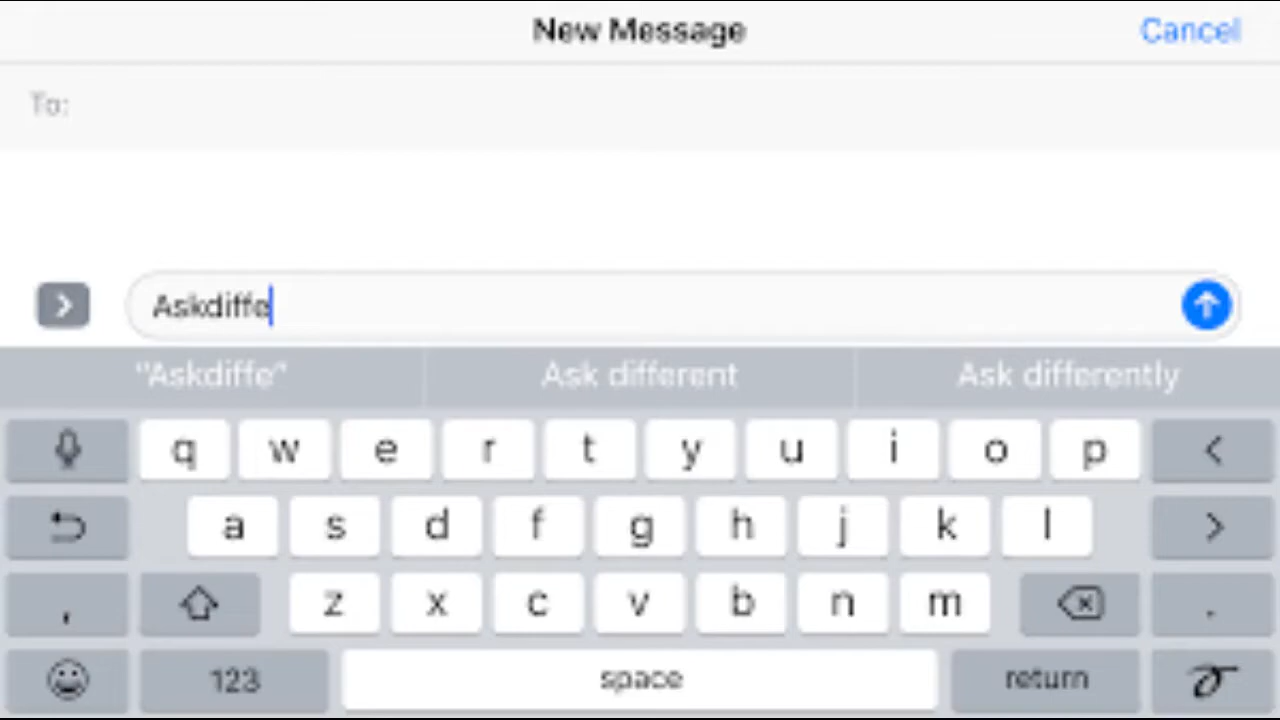 New Message Cancel
To:
Askdiffe
"Askdiffe" Ask different Ask differently
q w e r t y u i o p <
a s d f g h j k l >
, z x c v b n m .
123 space return